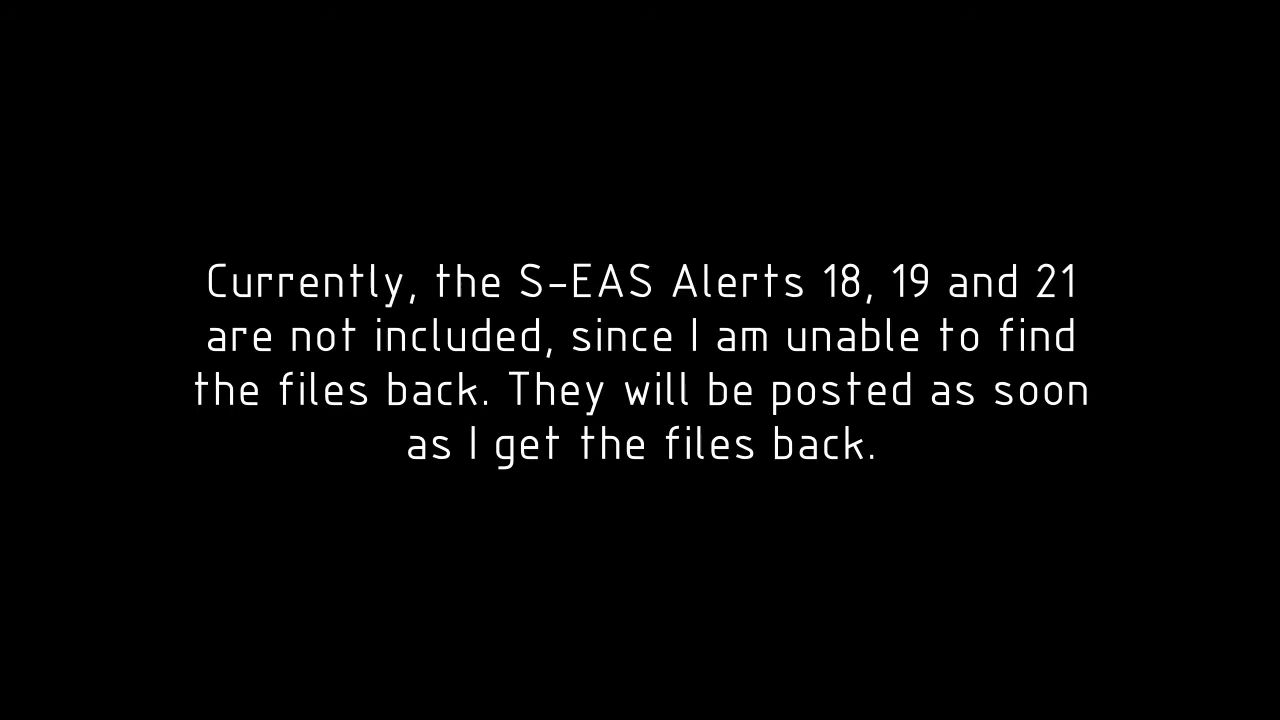 Currently, the S-EAS Alerts 18, 19 and 21
are not included, since I am unable to find
the files back. They will be posted as soon
as I get the files back.